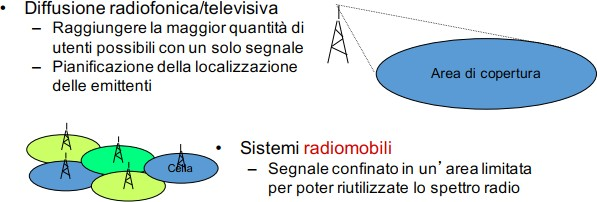 • Diffusione radiofonica/televisiva
– Raggiungere la maggior quantità di
utenti possibili con un solo segnale
– Pianificazione della localizzazione
delle emittenti
Area di copertura
Cella
• Sistemi radiomobili
– Segnale confinato in un’area limitata
per poter riutilizzate lo spettro radio